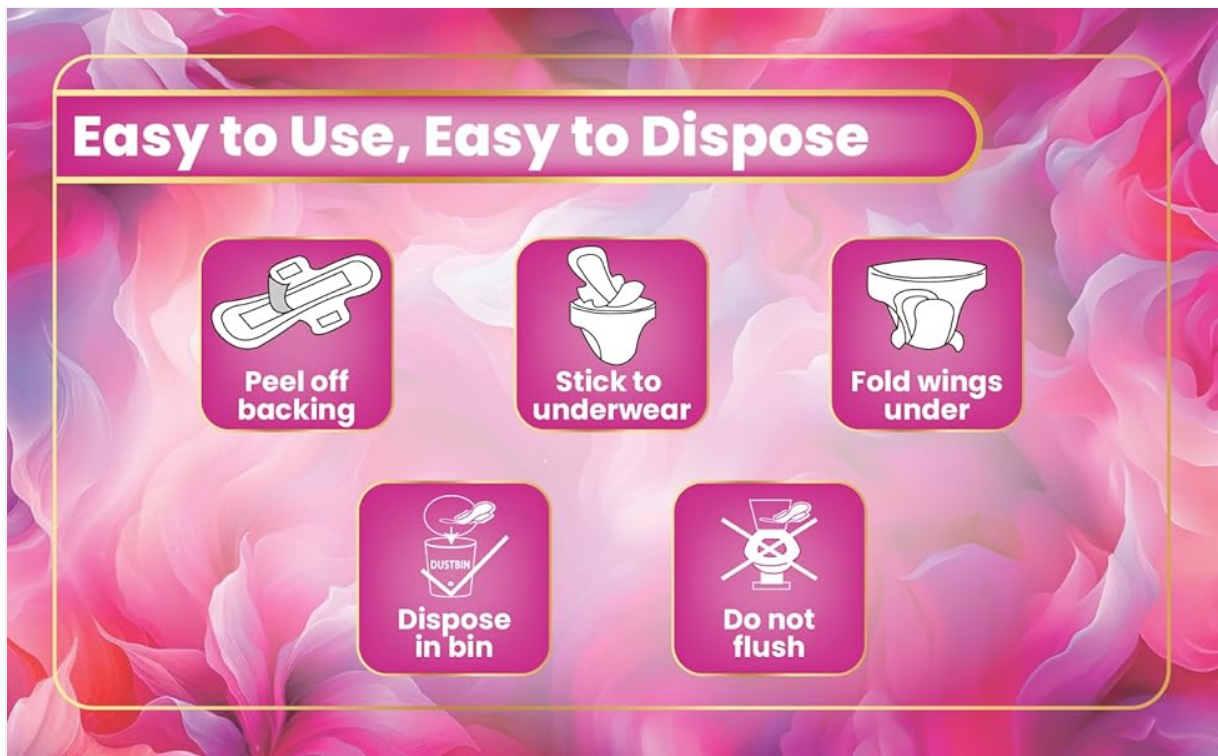 Easy to Use, Easy to Dispose
Peel off
backing
Stick to
underwear
Fold wings
under
DUSTBIN
Dispose
in bin
Do not
flush